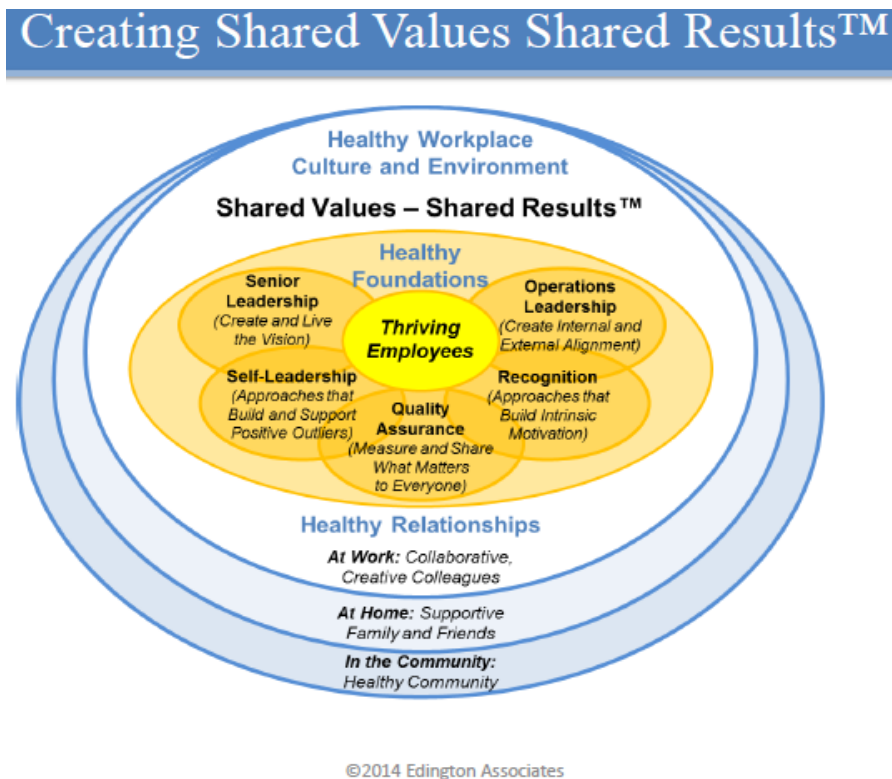 Creating Shared Values Shared Results™
Healthy Workplace
Culture and Environment
Shared Values – Shared Results™
Healthy
Foundations
Senior
Leadership
(Create and Live
the Vision)
Operations
Leadership
(Create Internal and
External Alignment)
Thriving
Employees
Self-Leadership
(Approaches that
Build and Support
Positive Outliers)
Recognition
(Approaches that
Build Intrinsic
Motivation)
Quality
Assurance
(Measure and Share
What Matters
to Everyone)
Healthy Relationships
At Work: Collaborative,
Creative Colleagues
At Home: Supportive
Family and Friends
In the Community:
Healthy Community
©2014 Edington Associates